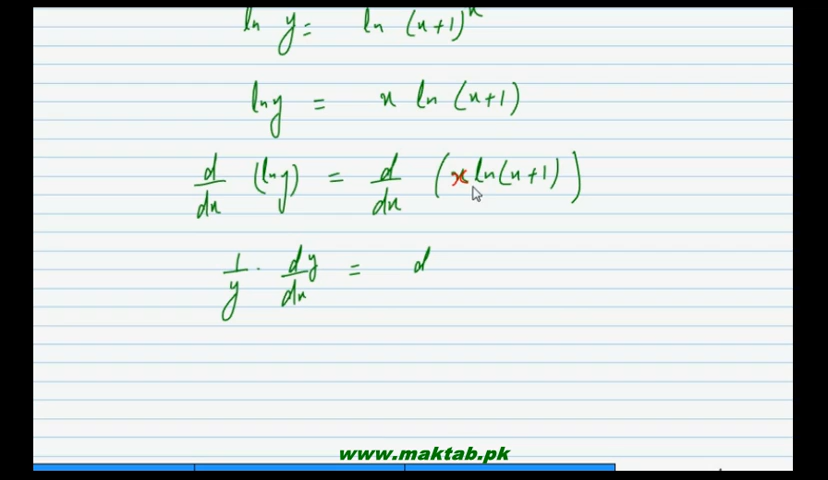 ln y = ln (x+1)^x
ln y = x ln (x+1)
d/dx (ln y) = d/dx (x ln (x+1))
1/y . dy/dx = d
www.maktab.pk